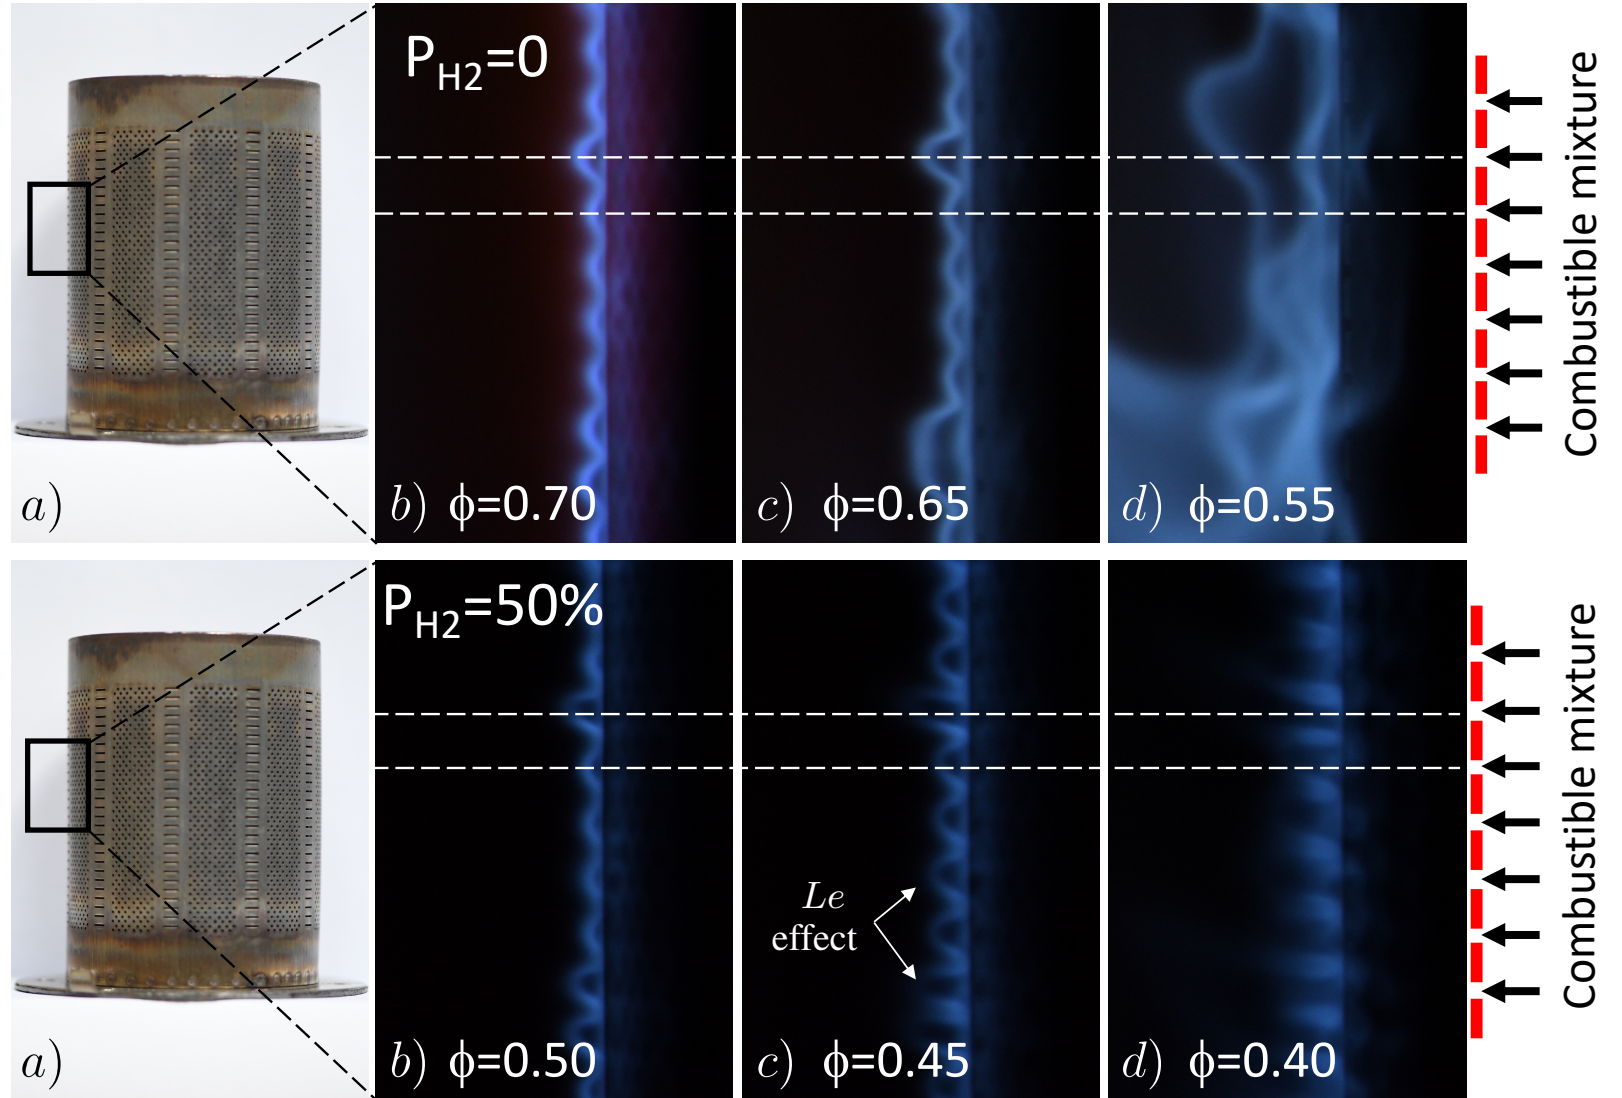 P_H2=0
a)
b) ϕ=0.70
c) ϕ=0.65
d) ϕ=0.55
Combustible mixture
P_H2=50%
Le
effect
a)
b) ϕ=0.50
c) ϕ=0.45
d) ϕ=0.40
Combustible mixture